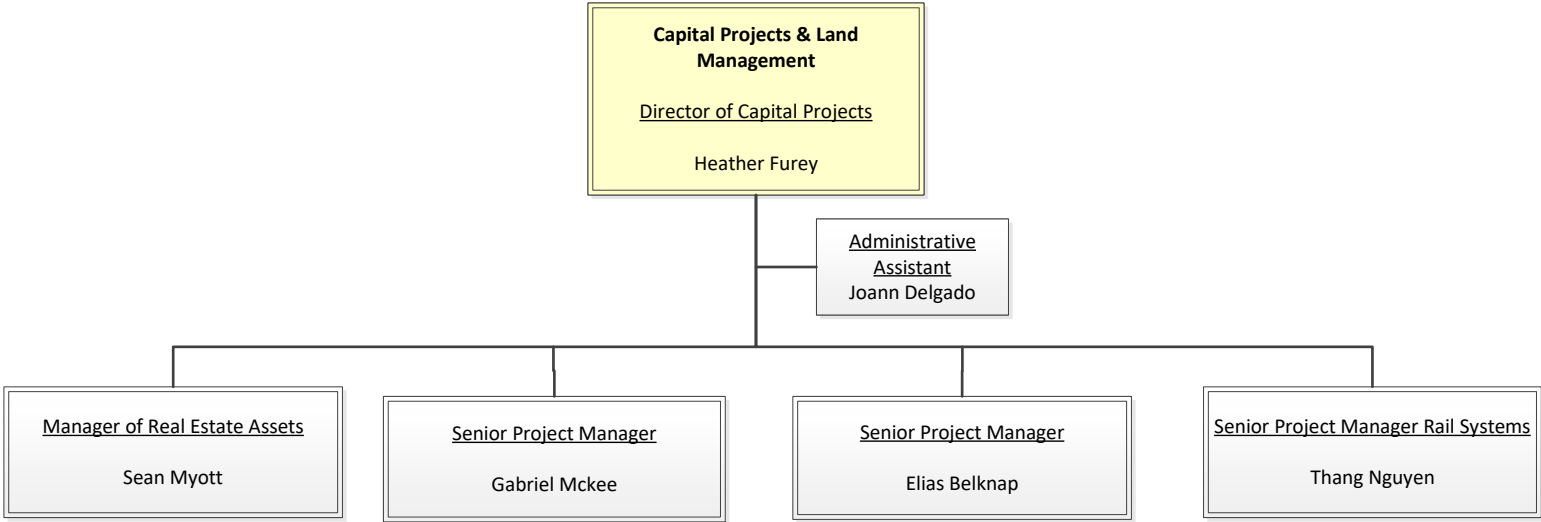 Capital Projects & Land
Management
Director of Capital Projects
Heather Furey
Administrative
Assistant
Joann Delgado
Manager of Real Estate Assets
Sean Myott
Senior Project Manager
Gabriel Mckee
Senior Project Manager
Elias Belknap
Senior Project Manager Rail Systems
Thang Nguyen